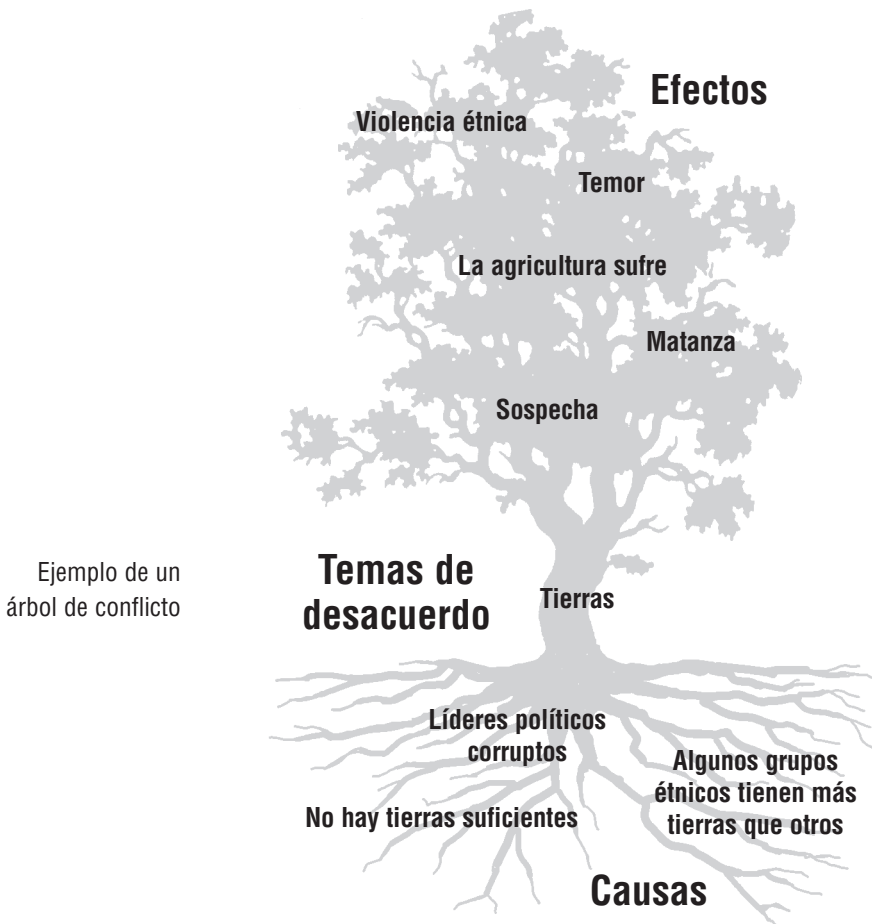 Efectos
Violencia étnica
Temor
La agricultura sufre
Matanza
Sospecha
Ejemplo de un
árbol de conflicto
Temas de
desacuerdo
Tierras
Líderes políticos
corruptos
Algunos grupos
étnicos tienen más
tierras que otros
No hay tierras suficientes
Causas